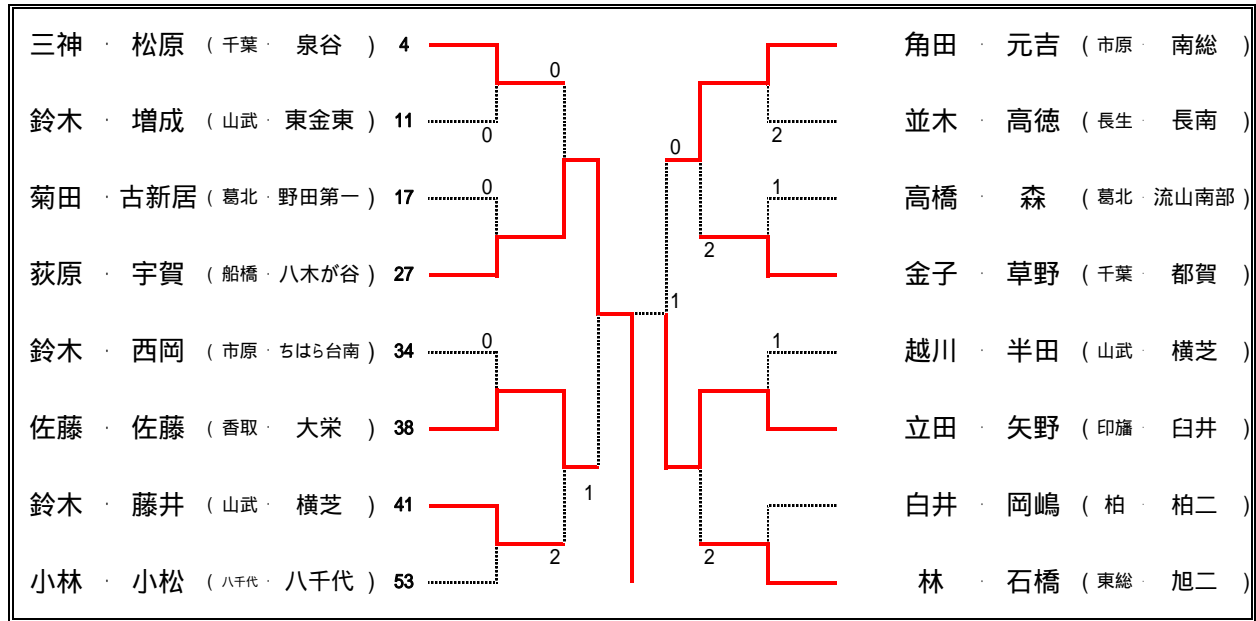 三神 ・ 松原 ( 千葉 ・ 泉谷 ) 4
鈴木 ・ 増成 ( 山武 ・ 東金東 ) 11
菊田 ・ 古新居 ( 葛北 ・ 野田第一 ) 17
荻原 ・ 宇賀 ( 船橋 ・ 八木が谷 ) 27
鈴木 ・ 西岡 ( 市原 ・ ちはら台南 ) 34
佐藤 ・ 佐藤 ( 香取 ・ 大栄 ) 38
鈴木 ・ 藤井 ( 山武 ・ 横芝 ) 41
小林 ・ 小松 ( 八千代 ・ 八千代 ) 53
0
0
0
0
1
2
0
1
2
1
2
1
2
角田 ・ 元吉 ( 市原 ・ 南総 )
並木 ・ 高徳 ( 長生 ・ 長南 )
高橋 ・ 森 ( 葛北 ・ 流山南部 )
金子 ・ 草野 ( 千葉 ・ 都賀 )
越川 ・ 半田 ( 山武 ・ 横芝 )
立田 ・ 矢野 ( 印旛 ・ 臼井 )
白井 ・ 岡嶋 ( 柏 ・ 柏二 )
林 ・ 石橋 ( 東総 ・ 旭二 )